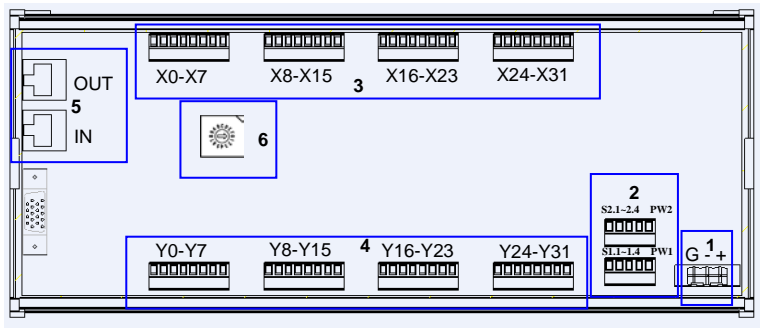 X0-X7 X8-X15 X16-X23 X24-X31
3
OUT
5
IN
6
2
S2.1~2.4 PW2
S1.1~1.4 PW1
1
G - +
4
Y0-Y7 Y8-Y15 Y16-Y23 Y24-Y31